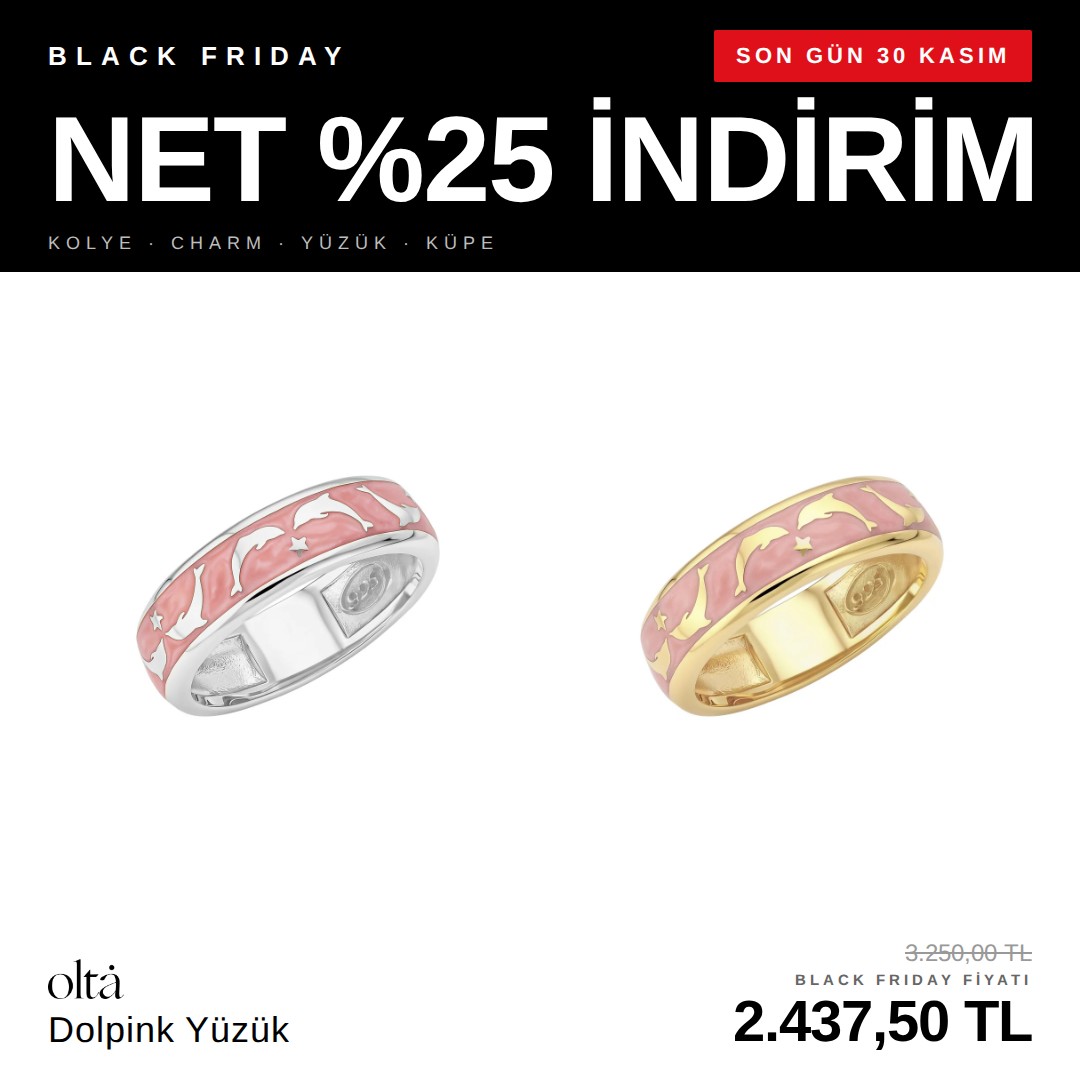 BLACK FRIDAY
SON GÜN 30 KASIM
NET %25 İNDİRİM
KOLYE · CHARM · YÜZÜK · KÜPE
olta
Dolpink Yüzük
3.250,00 TL
BLACK FRIDAY FİYATI
2.437,50 TL